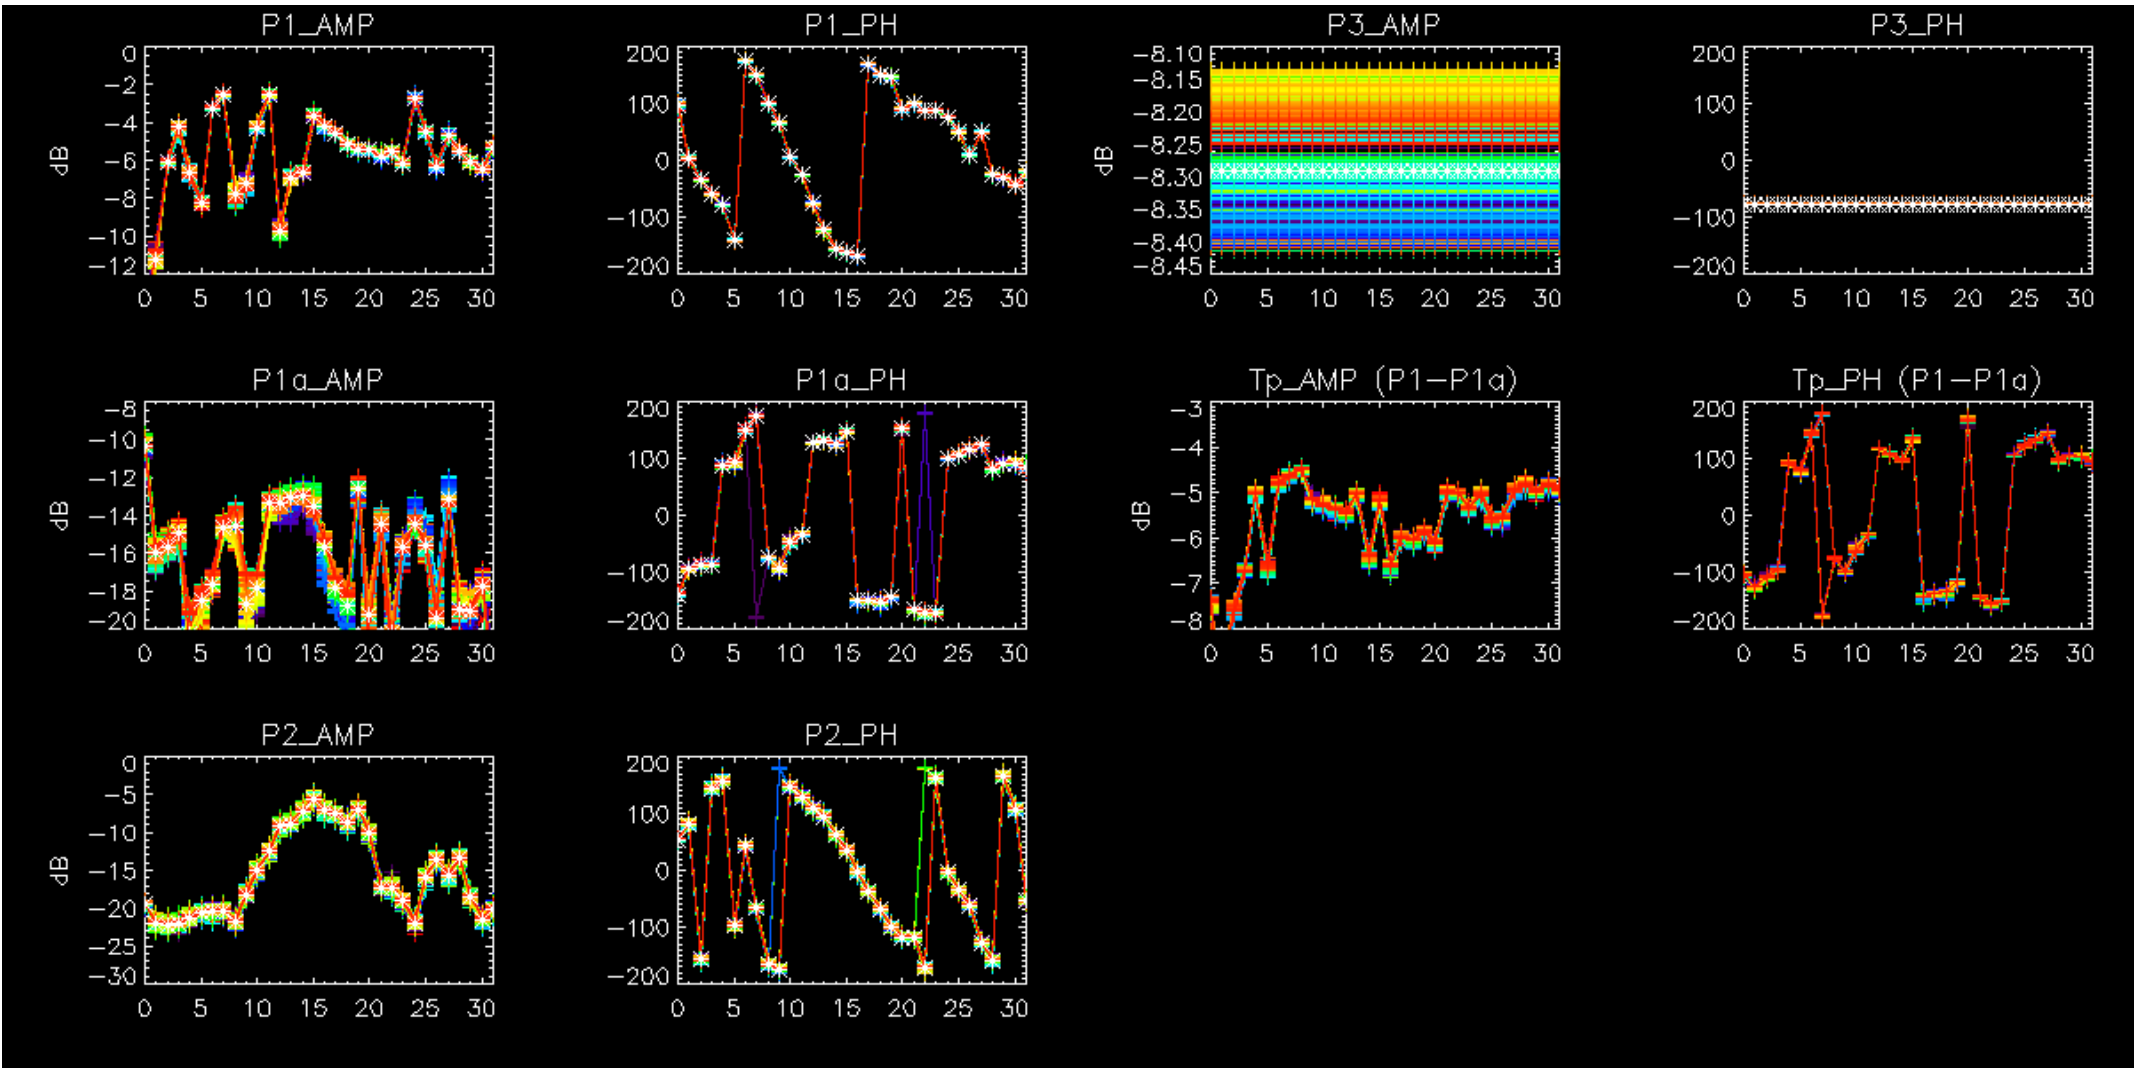 P1_AMP
0
−2
−4
−6
−8
−10
−12
dB
0 5 10 15 20 25 30
P1_PH
200
100
0
−100
−200
0 5 10 15 20 25 30
P3_AMP
−8.10
−8.15
−8.20
−8.25
−8.30
−8.35
−8.40
−8.45
dB
0 5 10 15 20 25 30
P3_PH
200
100
0
−100
−200
0 5 10 15 20 25 30
P1a_AMP
−8
−10
−12
−14
−16
−18
−20
dB
0 5 10 15 20 25 30
P1a_PH
200
100
0
−100
−200
0 5 10 15 20 25 30
Tp_AMP (P1−P1a)
−3
−4
−5
−6
−7
−8
dB
0 5 10 15 20 25 30
Tp_PH (P1−P1a)
200
100
0
−100
−200
0 5 10 15 20 25 30
P2_AMP
0
−5
−10
−15
−20
−25
−30
dB
0 5 10 15 20 25 30
P2_PH
200
100
0
−100
−200
0 5 10 15 20 25 30